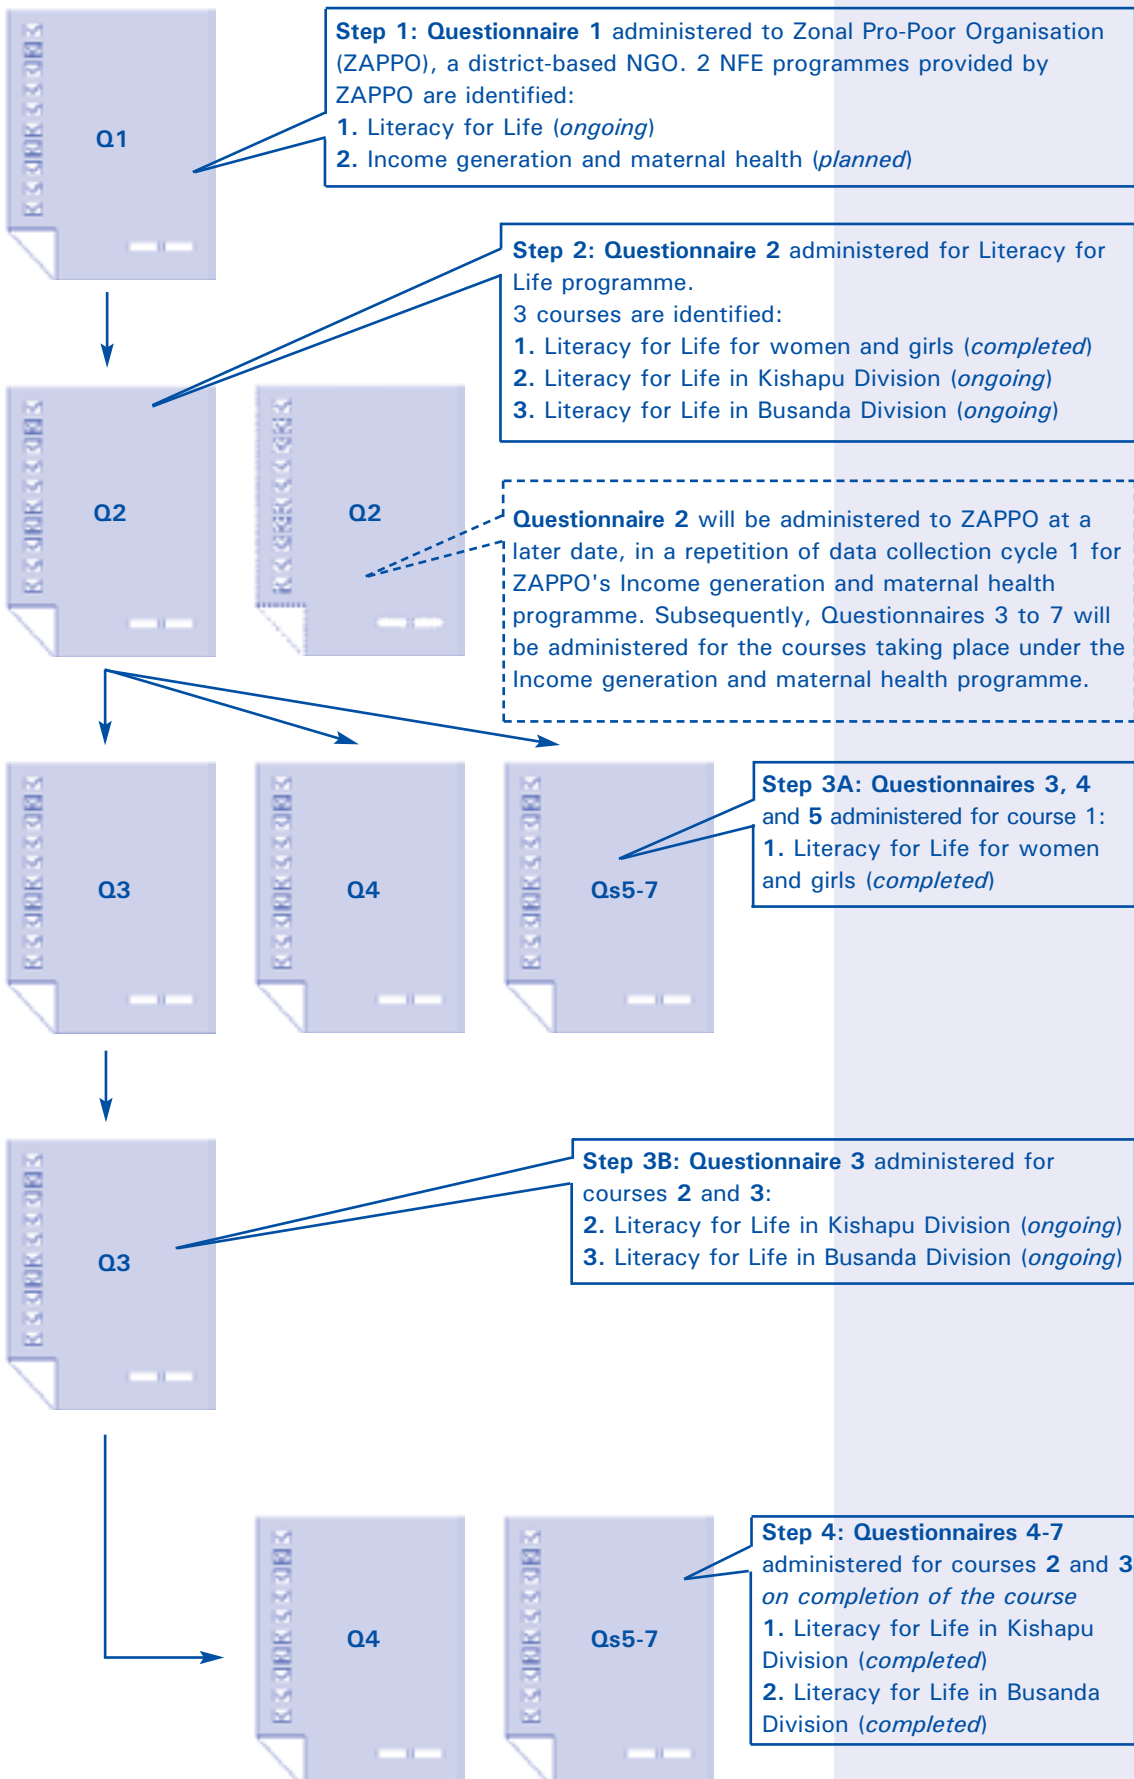 Step 1: Questionnaire 1 administered to Zonal Pro-Poor Organisation
(ZAPPO), a district-based NGO. 2 NFE programmes provided by
ZAPPO are identified:
1. Literacy for Life (ongoing)
2. Income generation and maternal health (planned)
Q1
Step 2: Questionnaire 2 administered for Literacy for
Life programme.
3 courses are identified:
1. Literacy for Life for women and girls (completed)
2. Literacy for Life in Kishapu Division (ongoing)
3. Literacy for Life in Busanda Division (ongoing)
Q2
Q2
Questionnaire 2 will be administered to ZAPPO at a
later date, in a repetition of data collection cycle 1 for
ZAPPO's Income generation and maternal health
programme. Subsequently, Questionnaires 3 to 7 will
be administered for the courses taking place under the
Income generation and maternal health programme.
Q3
Q4
Qs5-7
Step 3A: Questionnaires 3, 4
and 5 administered for course 1:
1. Literacy for Life for women
and girls (completed)
Q3
Step 3B: Questionnaire 3 administered for
courses 2 and 3:
2. Literacy for Life in Kishapu Division (ongoing)
3. Literacy for Life in Busanda Division (ongoing)
Q4
Qs5-7
Step 4: Questionnaires 4-7
administered for courses 2 and 3
on completion of the course
1. Literacy for Life in Kishapu
Division (completed)
2. Literacy for Life in Busanda
Division (completed)